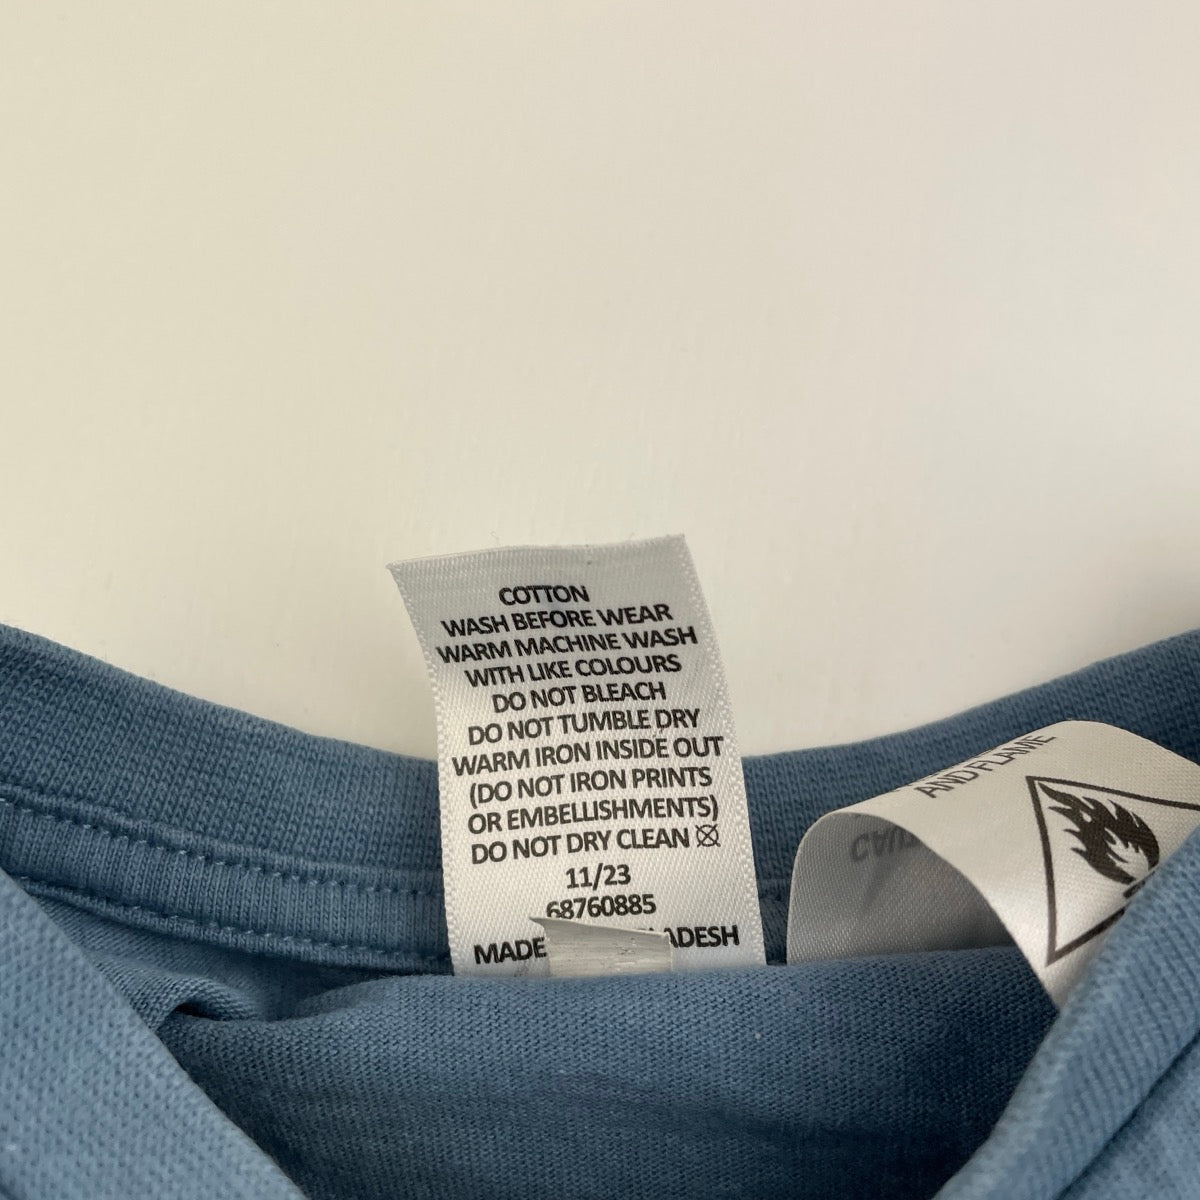 COTTON
WASH BEFORE WEAR
WARM MACHINE WASH
WITH LIKE COLOURS
DO NOT BLEACH
DO NOT TUMBLE DRY
WARM IRON INSIDE OUT
(DO NOT IRON PRINTS
OR EMBELLISHMENTS)
DO NOT DRY CLEAN
11/23
68760885
MADE ADESH
AND FLAME